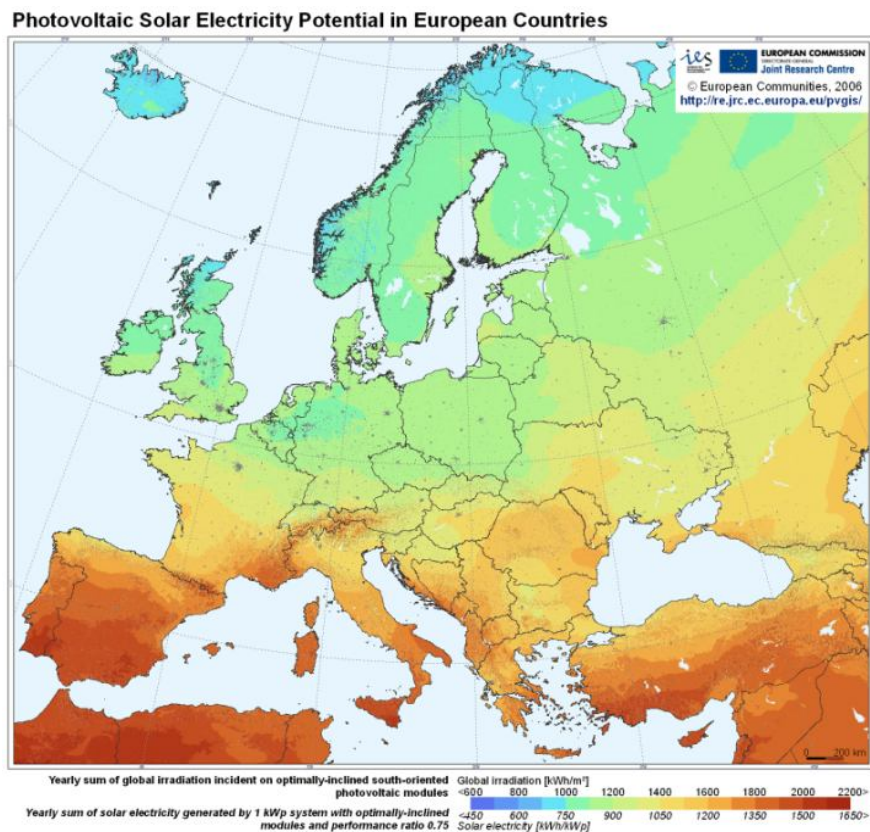 Photovoltaic Solar Electricity Potential in European Countries
ies
EUROPEAN COMMISSION
DIRECTORATE GENERAL
Joint Research Centre
© European Communities, 2006
http://re.jrc.ec.europa.eu/pvgis/
0 200 km
Yearly sum of global irradiation incident on optimally-inclined south-oriented
photovoltaic modules
Yearly sum of solar electricity generated by 1 kWp system with optimally-inclined
modules and performance ratio 0.75
Global irradiation [kWh/m²]
<600 800 1000 1200 1400 1600 1800 2000 2200>
<450 600 750 900 1050 1200 1350 1500 1650>
Solar electricity [kWh/kWp]